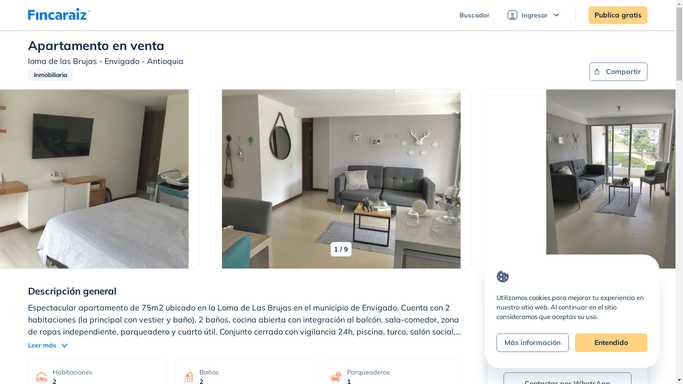 Fincaraiz
Buscador
Ingresar
Publica gratis
Apartamento en venta
loma de las Brujas - Envigado - Antioquia
Inmobiliaria
Compartir
1 / 9
Descripción general
Espectacular apartamento de 75m2 ubicado en la Loma de Las Brujas en el municipio de Envigado. Cuenta con 2
habitaciones (la principal con vestier y baño), 2 baños, cocina abierta con integración al balcón, sala-comedor, zona
de ropas independiente, parqueadero y cuarto útil. Conjunto cerrado con vigilancia 24h, piscina, turco, salón social,...
Leer más
Habitaciones
2
Baños
2
Parqueaderos
1
Utilizamos cookies para mejorar tu experiencia en
nuestro sitio web. Al continuar en el sitio
consideramos que aceptas su uso.
Más información
Entendido
Contactar por WhatsApp